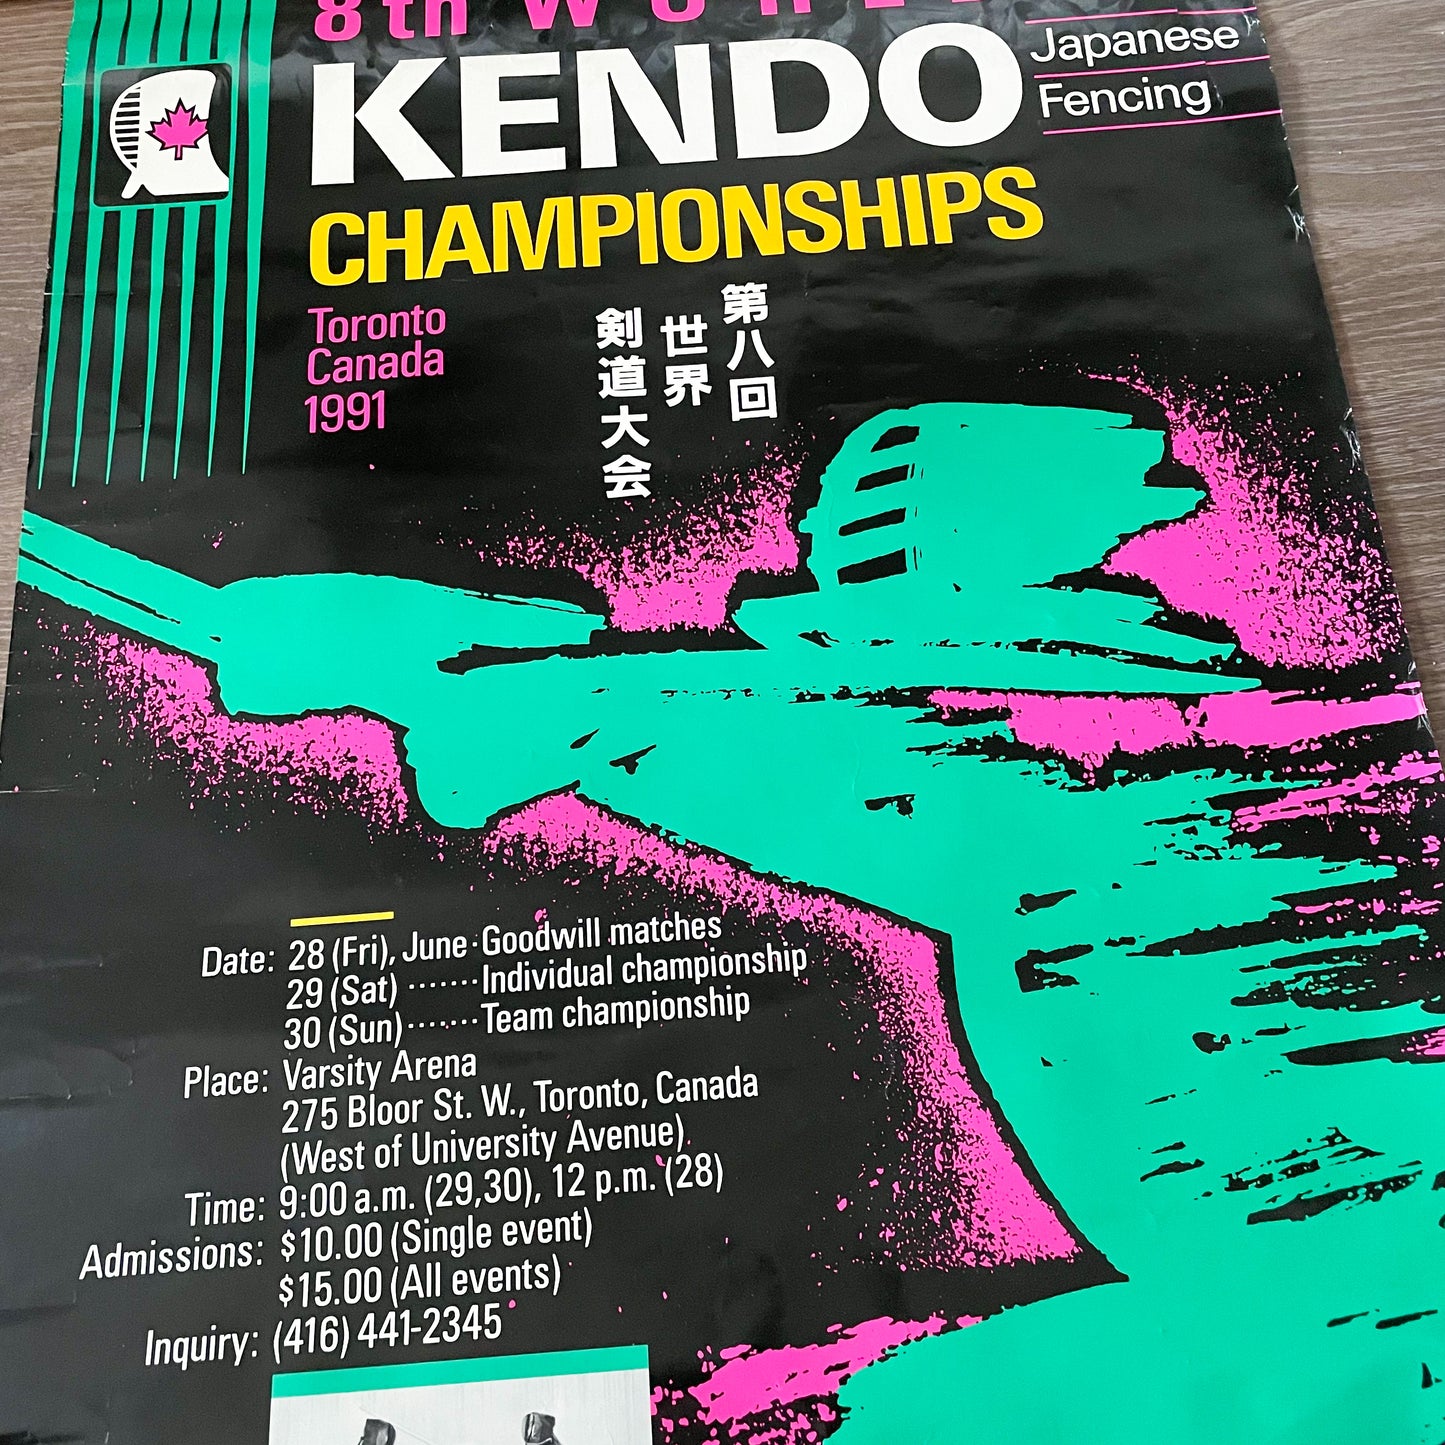 8th WORLD
KENDO
Japanese
Fencing
CHAMPIONSHIPS
Toronto
Canada
1991
第八回
世界
剣道大会
Date: 28 (Fri), June · Goodwill matches
29 (Sat) ······· Individual championship
30 (Sun) ······· Team championship
Place: Varsity Arena
275 Bloor St. W., Toronto, Canada
(West of University Avenue)
Time: 9:00 a.m. (29,30), 12 p.m. (28)
Admissions: $10.00 (Single event)
$15.00 (All events)
Inquiry: (416) 441-2345